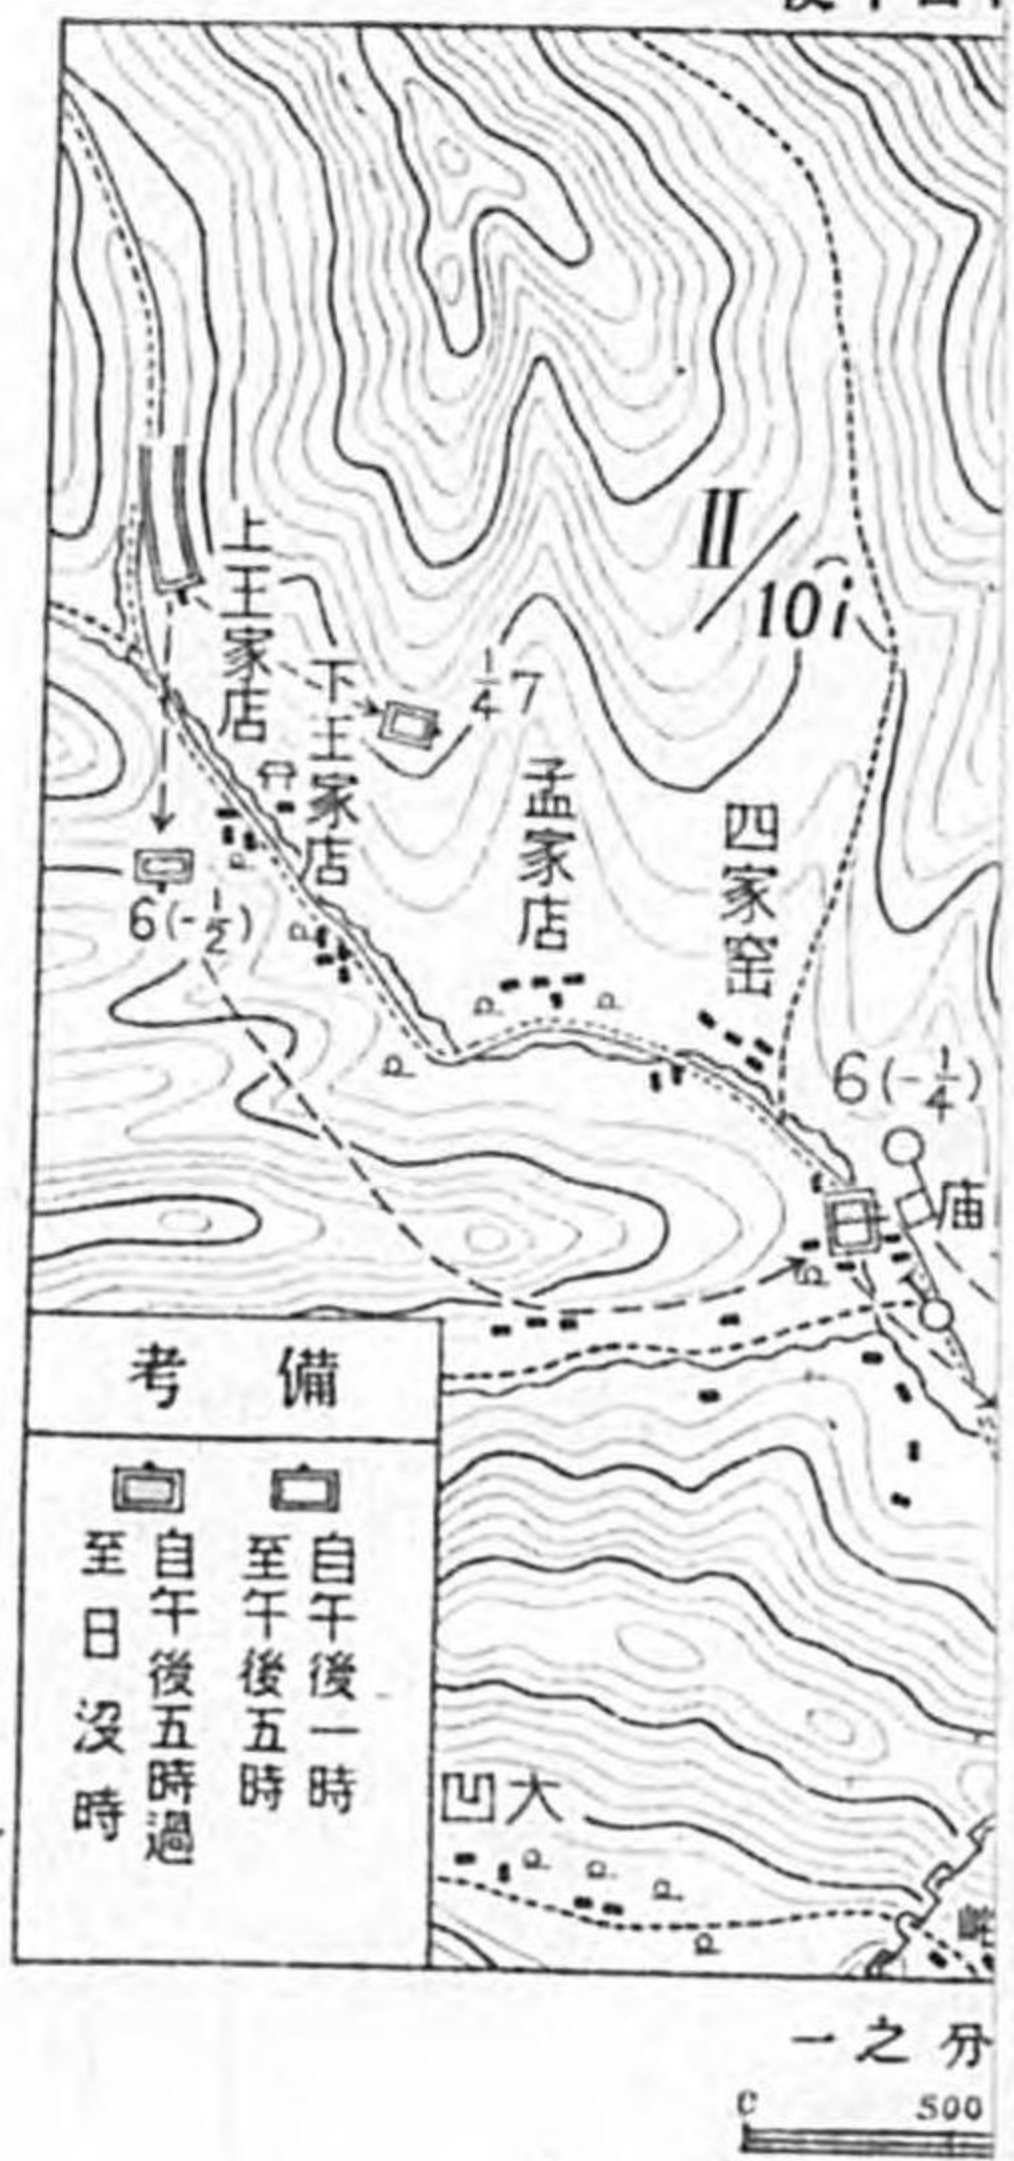 II/10i
上王家店
下王家店
1/4 7
孟家店
四家窑
6(-1/2)
6(-1/4)
庙
備考
自午後一時
至午後五時
自午後五時過
至日没時
大凹
分之一
0 500